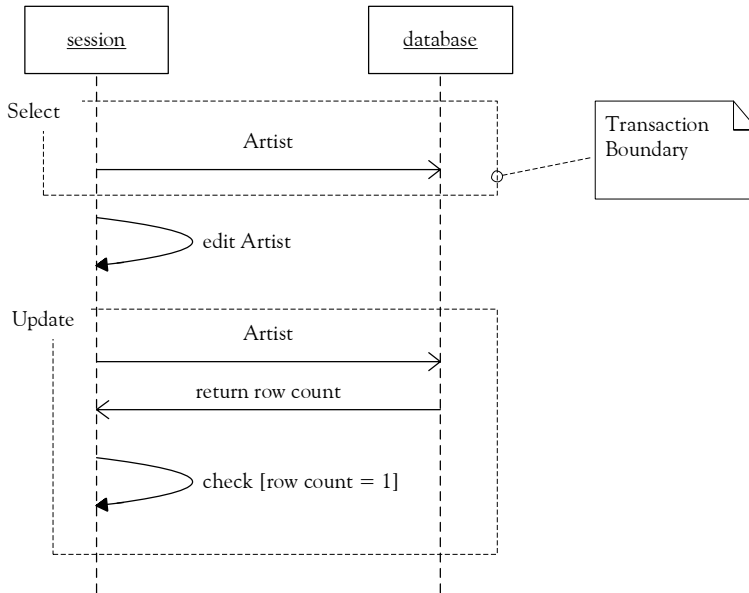 session
database
Select
Artist
Transaction
Boundary
edit Artist
Update
Artist
return row count
check [row count = 1]